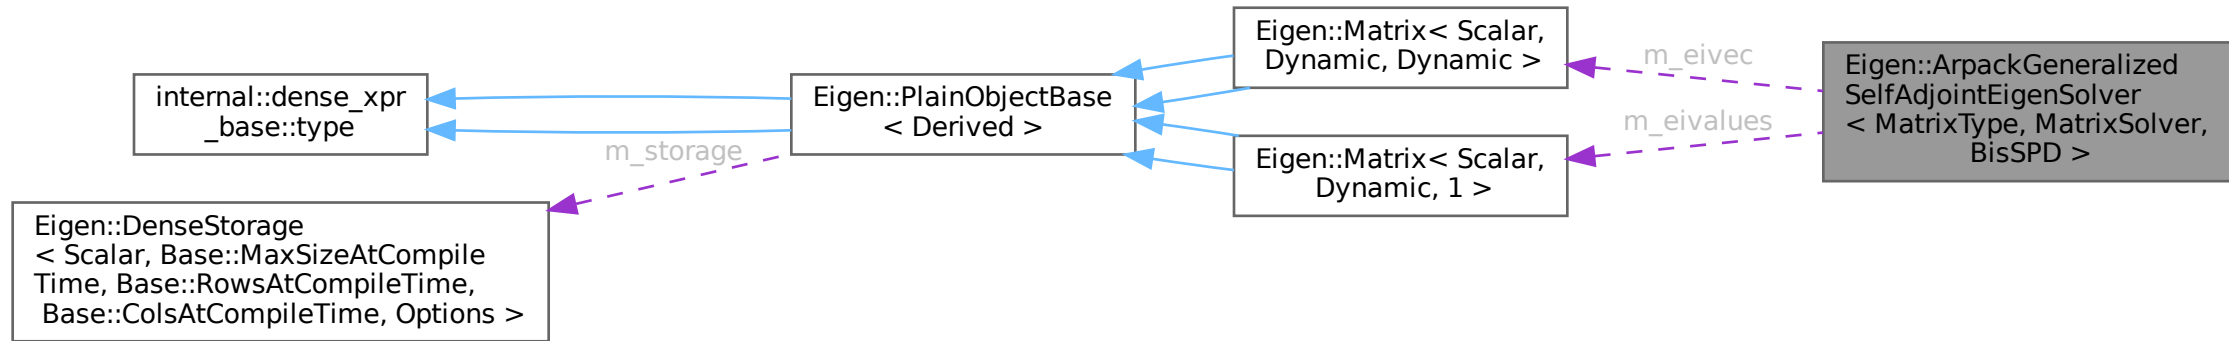 internal::dense_xpr
_base::type
Eigen::DenseStorage
< Scalar, Base::MaxSizeAtCompile
Time, Base::RowsAtCompileTime,
Base::ColsAtCompileTime, Options >
m_storage
Eigen::PlainObjectBase
< Derived >
Eigen::Matrix< Scalar,
Dynamic, Dynamic >
Eigen::Matrix< Scalar,
Dynamic, 1 >
m_eivec
m_eivalues
Eigen::ArpackGeneralized
SelfAdjointEigenSolver
< MatrixType, MatrixSolver,
BisSPD >